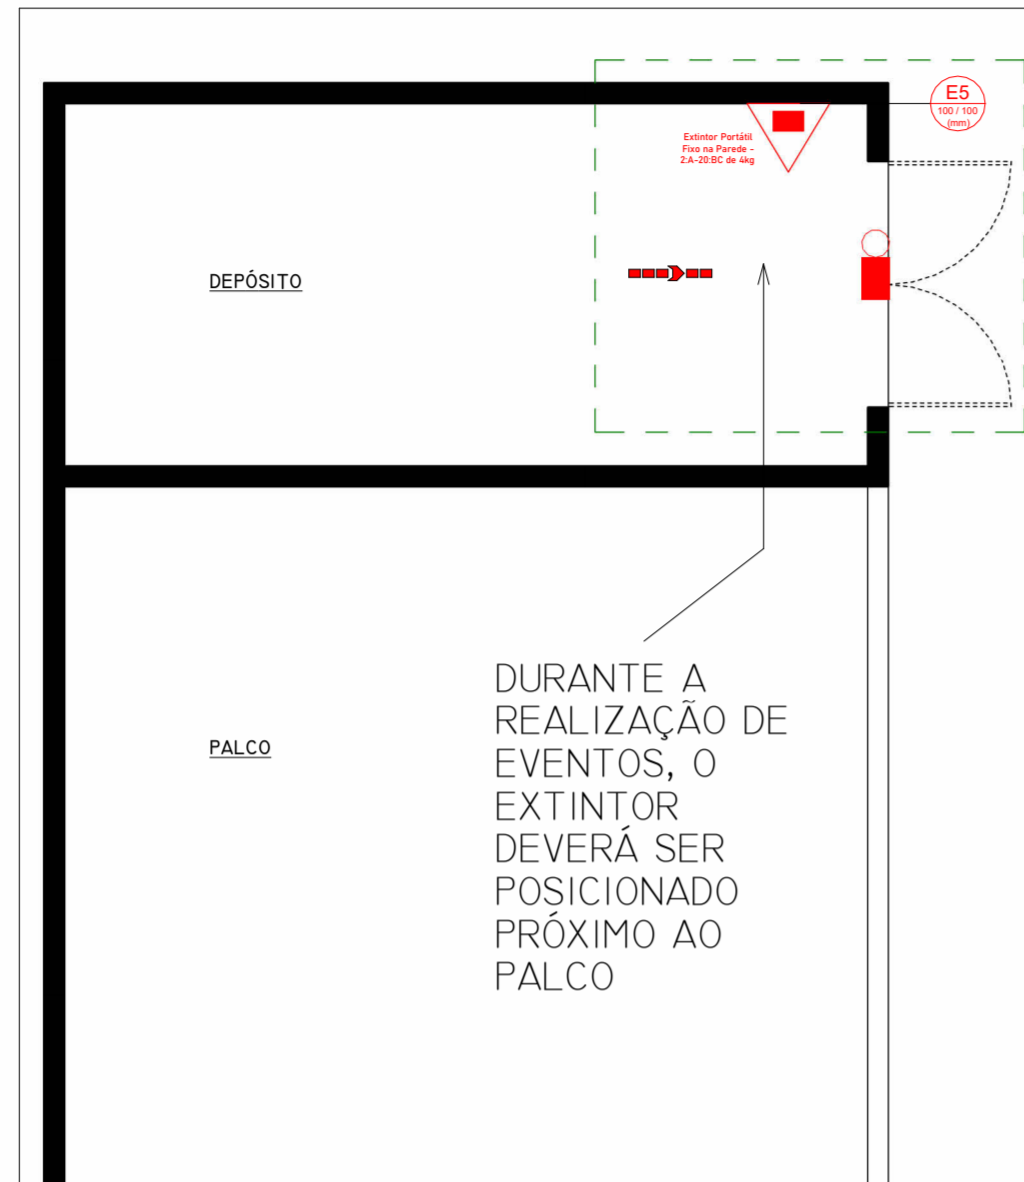 E5
100 / 100
(mm)
Extintor Portátil
Fixo na Parede -
2:A-20:BC de 4kg
DEPÓSITO
DURANTE A
REALIZAÇÃO DE
EVENTOS, O
EXTINTOR
DEVERÁ SER
POSICIONADO
PRÓXIMO AO
PALCO
PALCO